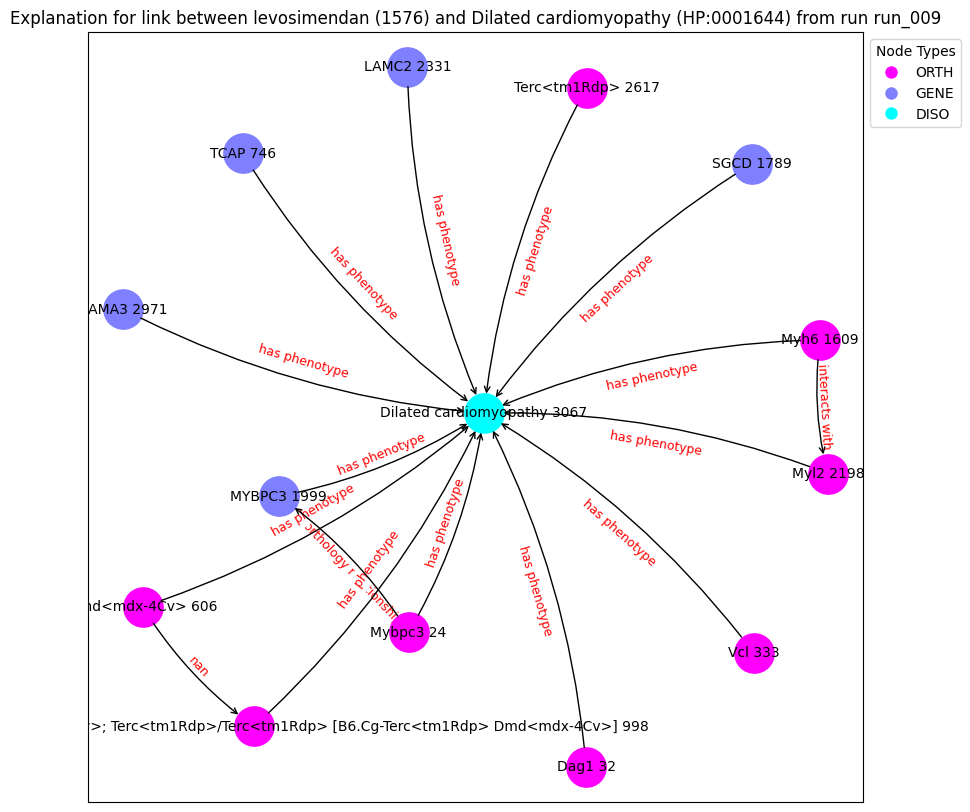 Explanation for link between levosimendan (1576) and Dilated cardiomyopathy (HP:0001644) from run run_009
Node Types
ORTH
GENE
DISO
LAMC2 2331
Terc<tm1Rdp> 2617
TCAP 746
SGCD 1789
has phenotype
has phenotype
has phenotype
has phenotype
AMA3 2971
Myh6 1609
has phenotype
has phenotype
interacts with
Dilated cardiomyopathy 3067
has phenotype
has phenotype
Myl2 2198
MYBPC3 1999
has phenotype
has phenotype
has phenotype
has phenotype
has phenotype
nd<mdx-4Cv> 606
Mybpc3 24
Vcl 333
nan
>; Terc<tm1Rdp>/Terc<tm1Rdp> [B6.Cg-Terc<tm1Rdp> Dmd<mdx-4Cv>] 998
Dag1 32